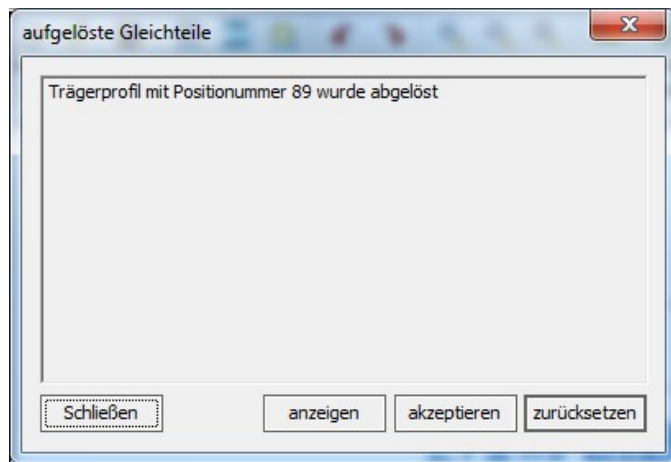 aufgelöste Gleichteile
Trägerprofil mit Positionummer 89 wurde abgelöst
Schließen
anzeigen
akzeptieren
zurücksetzen